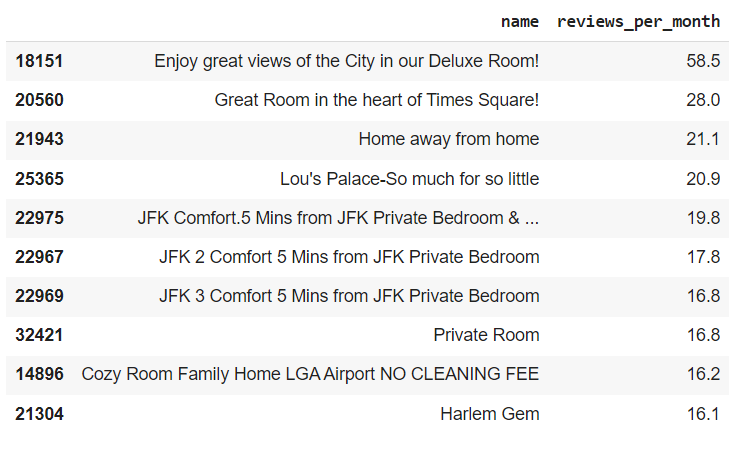 name reviews_per_month
18151 Enjoy great views of the City in our Deluxe Room! 58.5
20560 Great Room in the heart of Times Square! 28.0
21943 Home away from home 21.1
25365 Lou's Palace-So much for so little 20.9
22975 JFK Comfort.5 Mins from JFK Private Bedroom & ... 19.8
22967 JFK 2 Comfort 5 Mins from JFK Private Bedroom 17.8
22969 JFK 3 Comfort 5 Mins from JFK Private Bedroom 16.8
32421 Private Room 16.8
14896 Cozy Room Family Home LGA Airport NO CLEANING FEE 16.2
21304 Harlem Gem 16.1